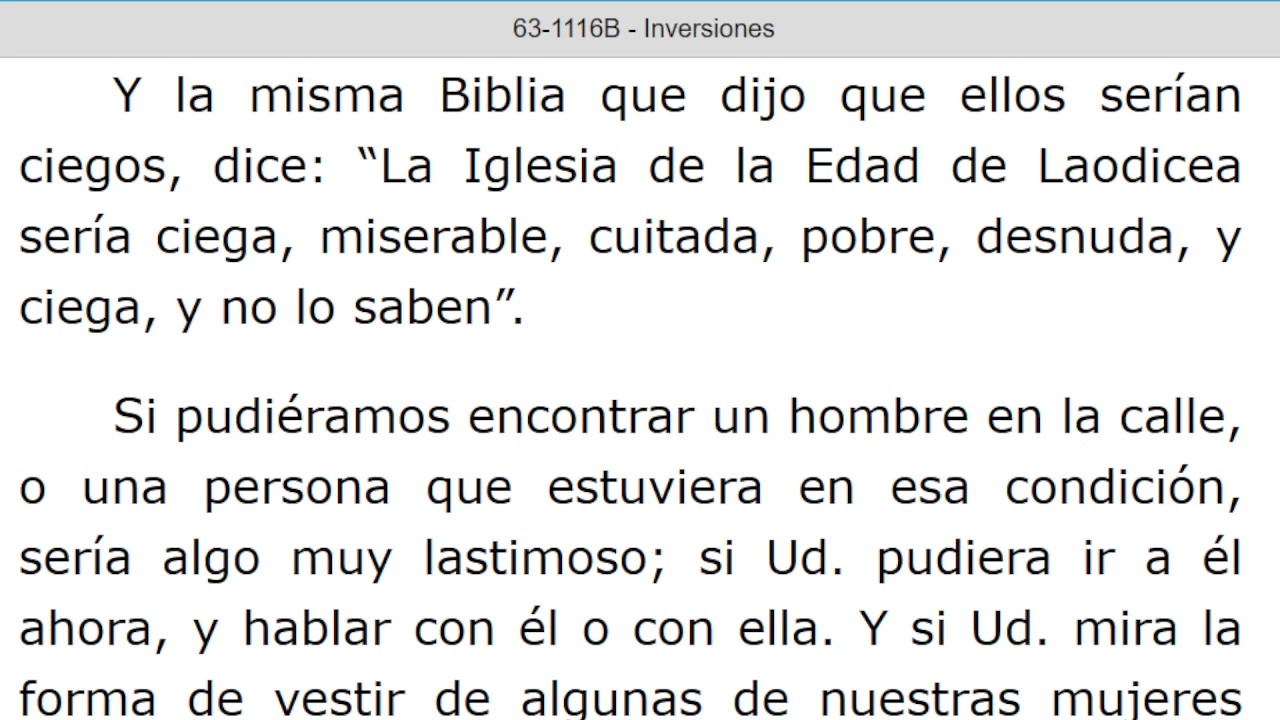 63-1116B - Inversiones
Y la misma Biblia que dijo que ellos serían
ciegos, dice: “La Iglesia de la Edad de Laodicea
sería ciega, miserable, cuitada, pobre, desnuda, y
ciega, y no lo saben”.
Si pudiéramos encontrar un hombre en la calle,
o una persona que estuviera en esa condición,
sería algo muy lastimoso; si Ud. pudiera ir a él
ahora, y hablar con él o con ella. Y si Ud. mira la
forma de vestir de algunas de nuestras mujeres